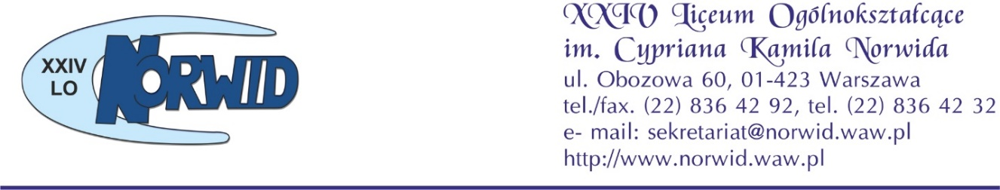 XXIV
LO
NORWID
XXIV Liceum Ogólnokształcące
im. Cypriana Kamila Norwida
ul. Obozowa 60, 01-423 Warszawa
tel./fax. (22) 836 42 92, tel. (22) 836 42 32
e- mail: sekretariat@norwid.waw.pl
http://www.norwid.waw.pl